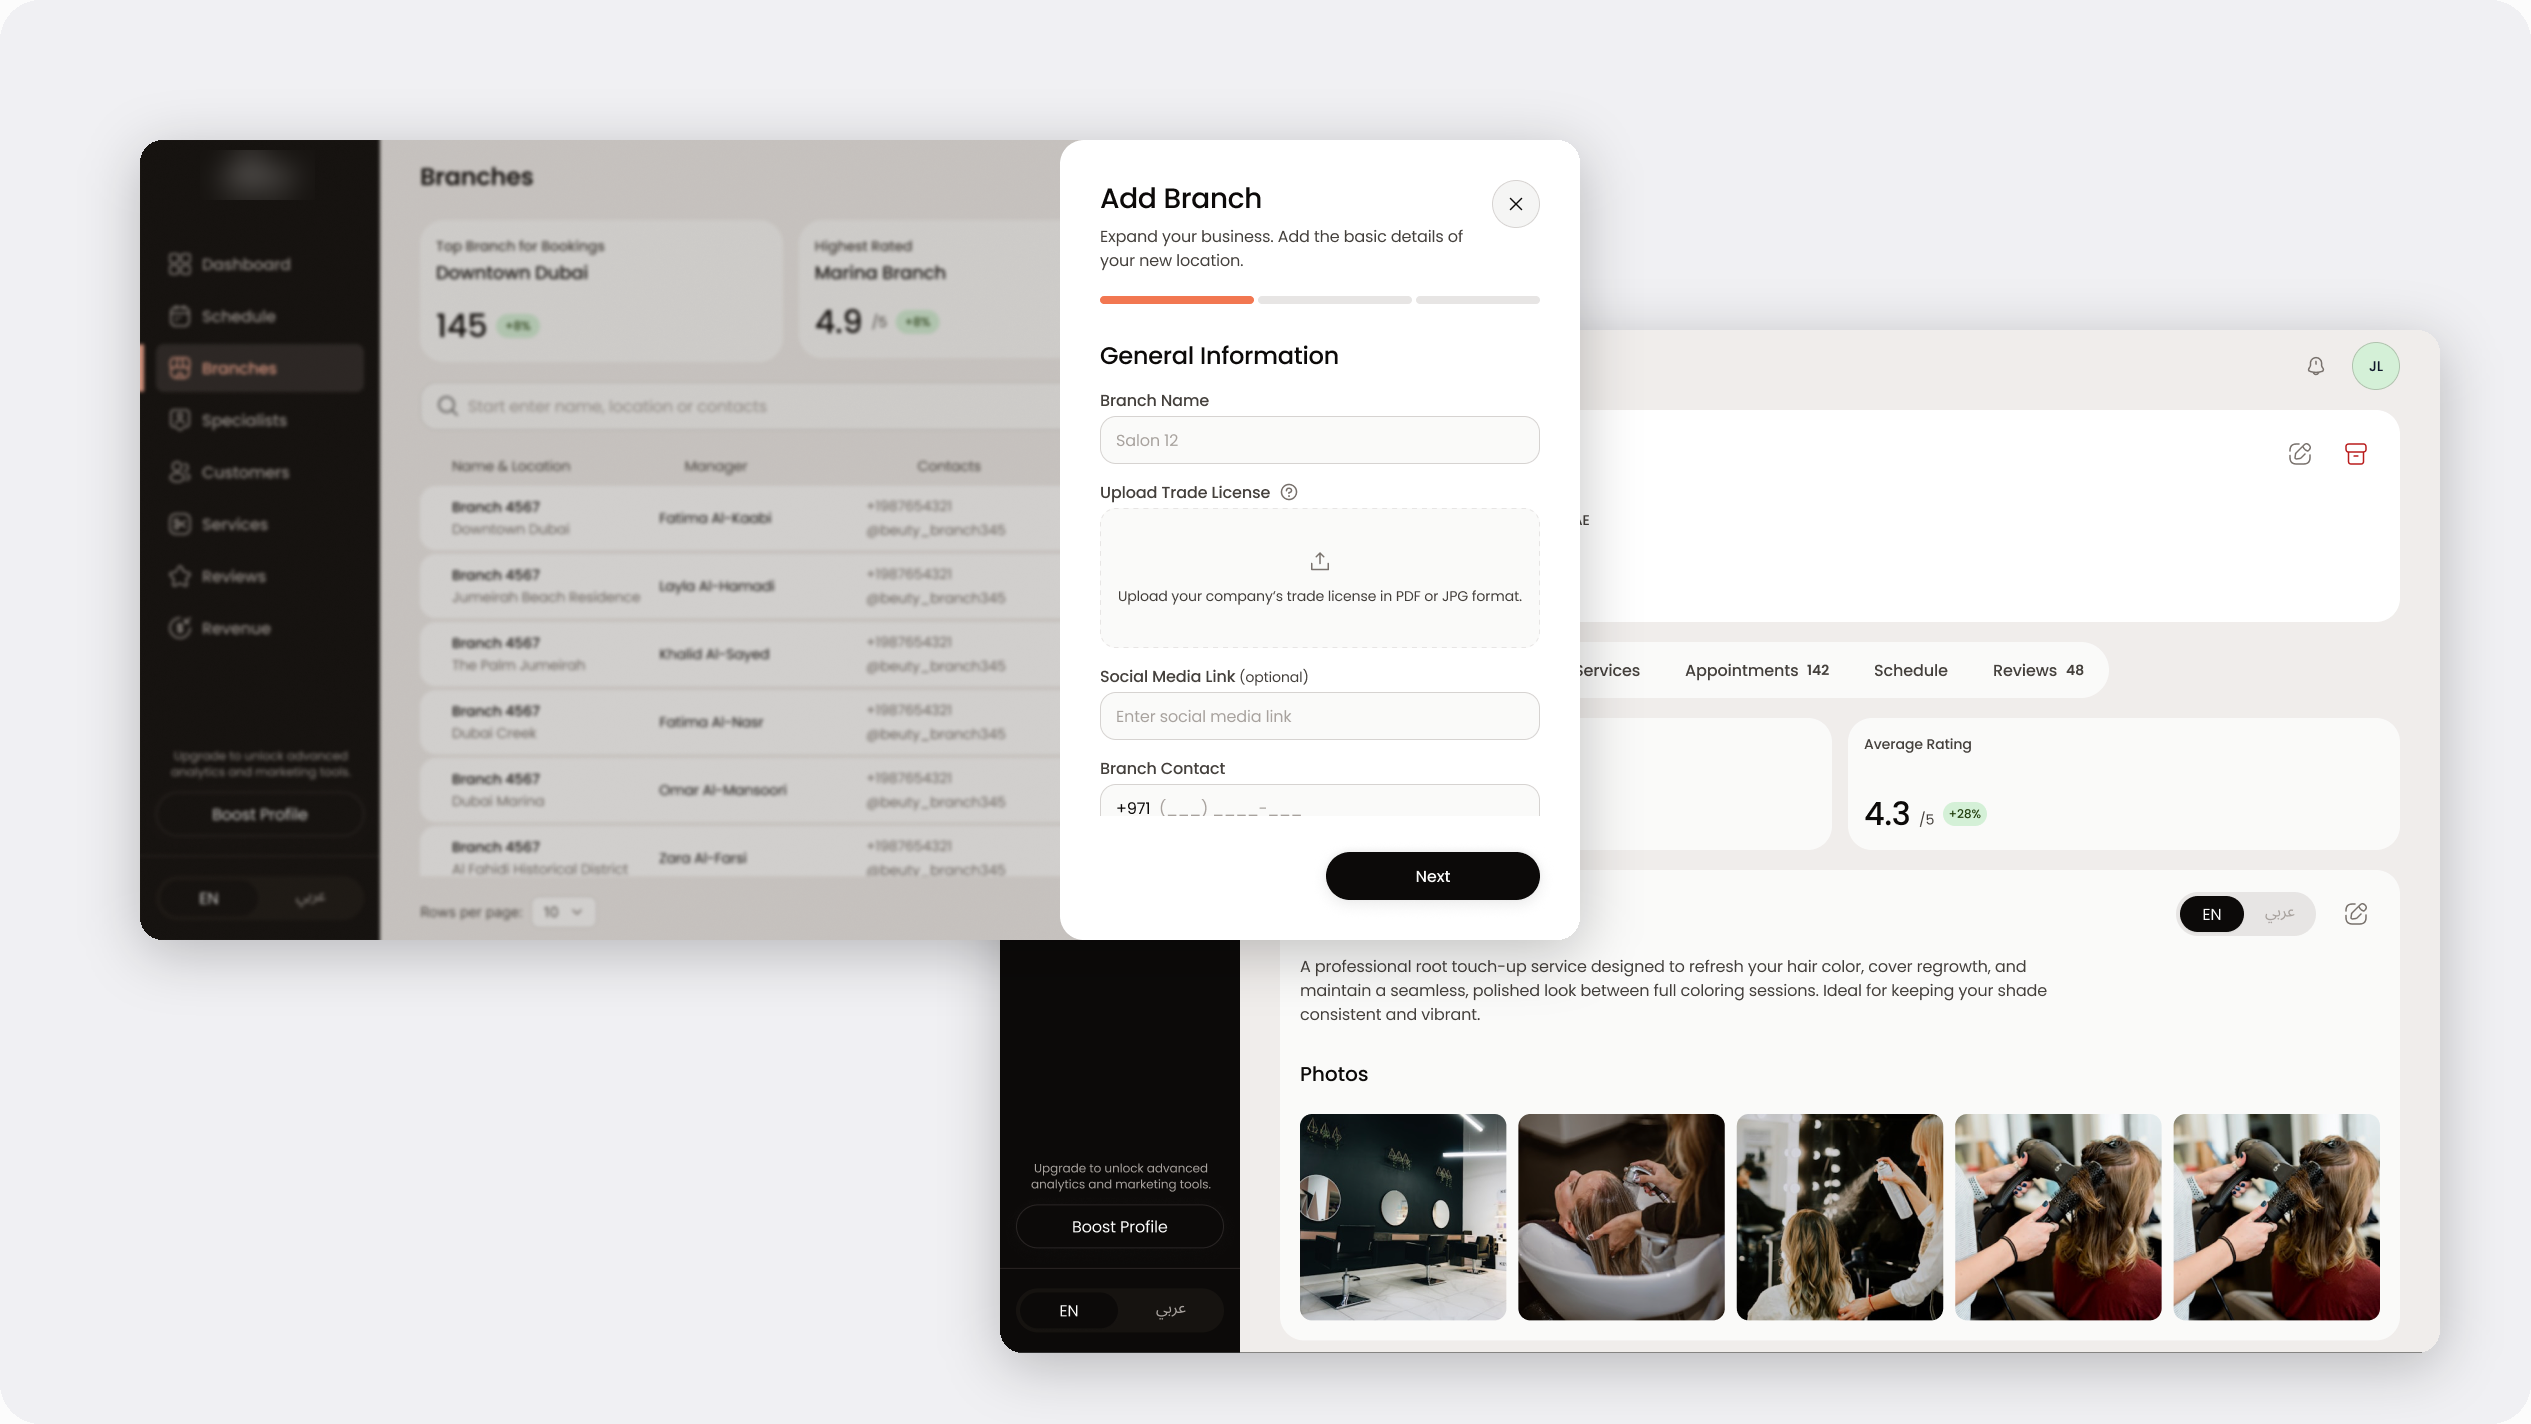 Branches
Top Branch for Bookings
Downtown Dubai
145 +8%
Highest Rated
Marina Branch
4.9 /5 +8%
Start enter name, location or contacts
Name & Location Manager Contacts
Branch 4567
Downtown Dubai
Fatima Al-Kaabi
+1987654321
@beuty_branch345
Branch 4567
Jumeirah Beach Residence
Layla Al-Hamadi
+1987654321
@beuty_branch345
Branch 4567
The Palm Jumeirah
Khalid Al-Sayed
+1987654321
@beuty_branch345
Branch 4567
Dubai Creek
Fatima Al-Nasr
+1987654321
@beuty_branch345
Branch 4567
Dubai Marina
Omar Al-Mansoori
+1987654321
@beuty_branch345
Branch 4567
Al Fahidi Historical District
Zara Al-Farsi
+1987654321
@beuty_branch345
Rows per page: 10
Dashboard
Schedule
Branches
Specialists
Customers
Services
Reviews
Revenue
Upgrade to unlock advanced
analytics and marketing tools.
Boost Profile
EN عربي
Add Branch
Expand your business. Add the basic details of
your new location.
General Information
Branch Name
Salon 12
Upload Trade License
Upload your company’s trade license in PDF or JPG format.
Social Media Link (optional)
Enter social media link
Branch Contact
+971 (___) ____-___
Next
JL
Services Appointments 142 Schedule Reviews 48
Average Rating
4.3 /5 +28%
EN عربي
A professional root touch-up service designed to refresh your hair color, cover regrowth, and
maintain a seamless, polished look between full coloring sessions. Ideal for keeping your shade
consistent and vibrant.
Photos
Upgrade to unlock advanced
analytics and marketing tools.
Boost Profile
EN عربي